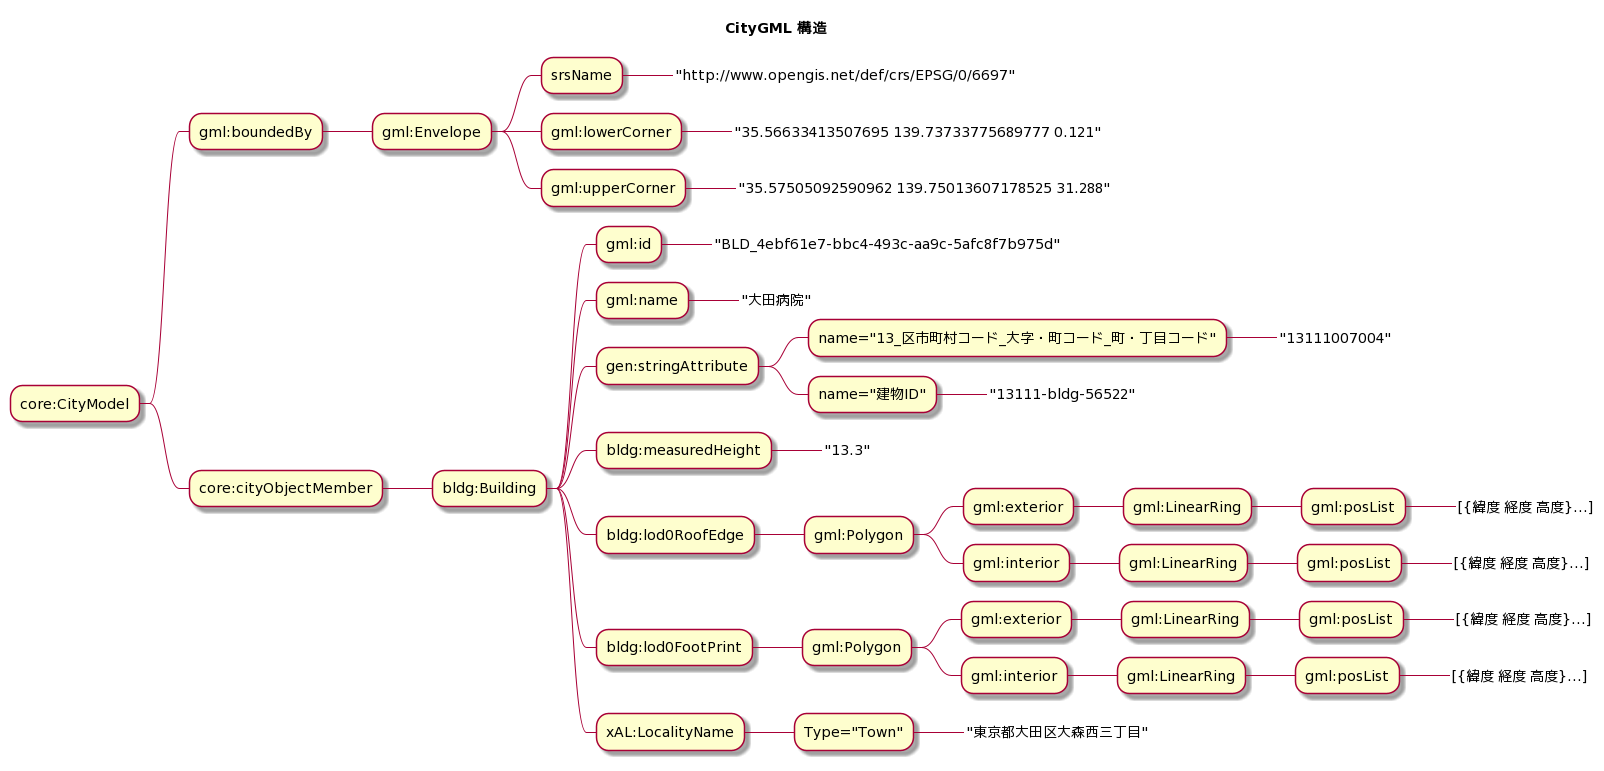 CityGML 構造
srsName "http://www.opengis.net/def/crs/EPSG/0/6697"
gml:boundedBy gml:Envelope gml:lowerCorner "35.56633413507695 139.73733775689777 0.121"
gml:upperCorner "35.57505092590962 139.75013607178525 31.288"
gml:id "BLD_4ebf61e7-bbc4-493c-aa9c-5afc8f7b975d"
gml:name "大田病院"
name="13_区市町村コード_大字・町コード_町・丁目コード" "13111007004"
gen:stringAttribute
name="建物ID" "13111-bldg-56522"
core:CityModel
bldg:measuredHeight "13.3"
core:cityObjectMember bldg:Building
gml:exterior gml:LinearRing gml:posList [{緯度 経度 高度}...]
bldg:lod0RoofEdge gml:Polygon
gml:interior gml:LinearRing gml:posList [{緯度 経度 高度}...]
gml:exterior gml:LinearRing gml:posList [{緯度 経度 高度}...]
bldg:lod0FootPrint gml:Polygon
gml:interior gml:LinearRing gml:posList [{緯度 経度 高度}...]
xAL:LocalityName Type="Town" "東京都大田区大森西三丁目"